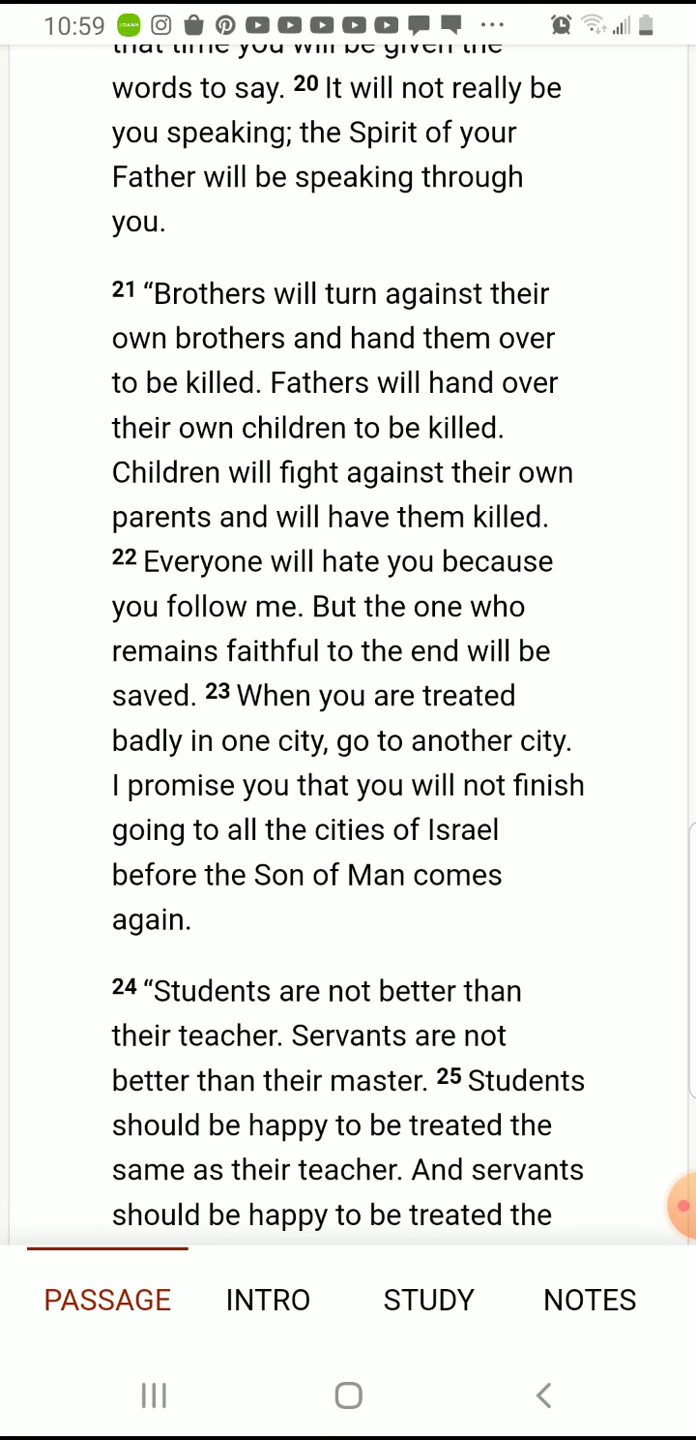 10:59
that time you will be given the
words to say. 20 It will not really be
you speaking; the Spirit of your
Father will be speaking through
you.
21 “Brothers will turn against their
own brothers and hand them over
to be killed. Fathers will hand over
their own children to be killed.
Children will fight against their own
parents and will have them killed.
22 Everyone will hate you because
you follow me. But the one who
remains faithful to the end will be
saved. 23 When you are treated
badly in one city, go to another city.
I promise you that you will not finish
going to all the cities of Israel
before the Son of Man comes
again.
24 “Students are not better than
their teacher. Servants are not
better than their master. 25 Students
should be happy to be treated the
same as their teacher. And servants
should be happy to be treated the
PASSAGE INTRO STUDY NOTES